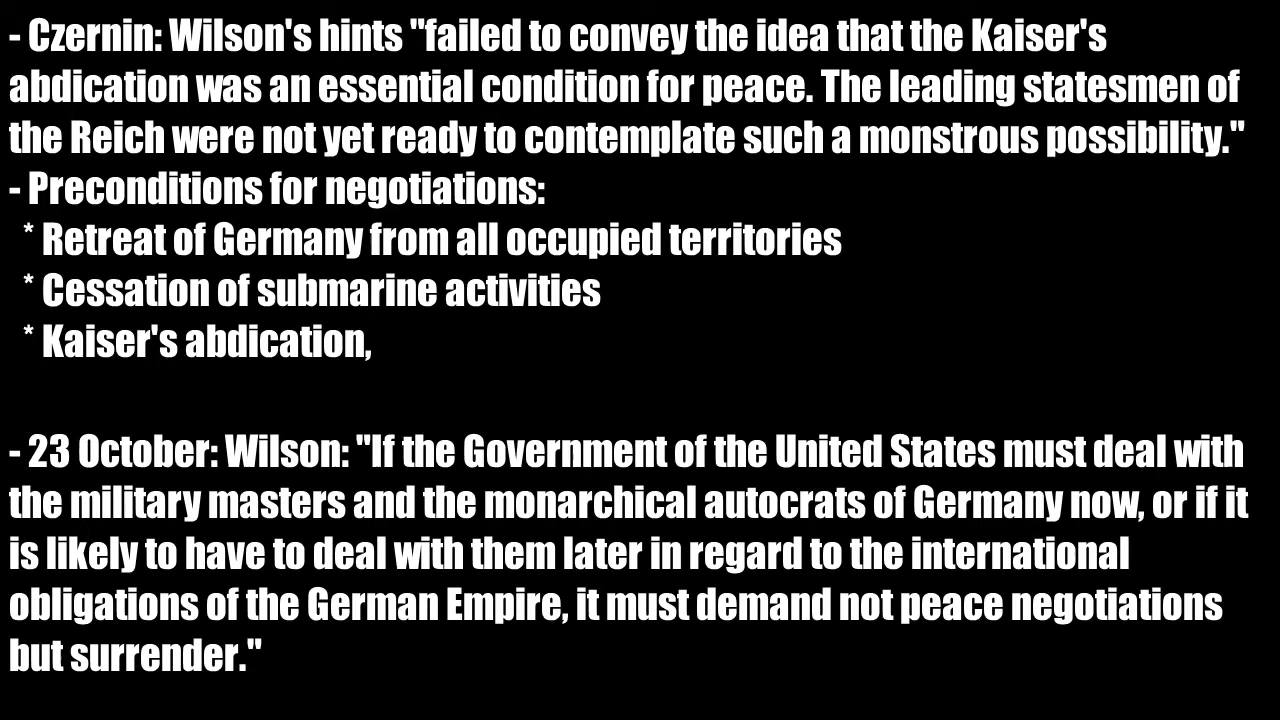 - Czernin: Wilson's hints "failed to convey the idea that the Kaiser's
abdication was an essential condition for peace. The leading statesmen of
the Reich were not yet ready to contemplate such a monstrous possibility."
- Preconditions for negotiations:
* Retreat of Germany from all occupied territories
* Cessation of submarine activities
* Kaiser's abdication,
- 23 October: Wilson: "If the Government of the United States must deal with
the military masters and the monarchical autocrats of Germany now, or if it
is likely to have to deal with them later in regard to the international
obligations of the German Empire, it must demand not peace negotiations
but surrender."